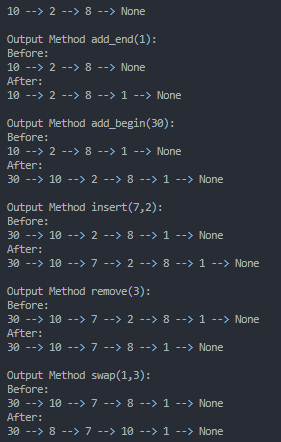 10 --> 2 --> 8 --> None
Output Method add_end(1):
Before:
10 --> 2 --> 8 --> None
After:
10 --> 2 --> 8 --> 1 --> None
Output Method add_begin(30):
Before:
10 --> 2 --> 8 --> 1 --> None
After:
30 --> 10 --> 2 --> 8 --> 1 --> None
Output Method insert(7,2):
Before:
30 --> 10 --> 2 --> 8 --> 1 --> None
After:
30 --> 10 --> 7 --> 2 --> 8 --> 1 --> None
Output Method remove(3):
Before:
30 --> 10 --> 7 --> 2 --> 8 --> 1 --> None
After:
30 --> 10 --> 7 --> 8 --> 1 --> None
Output Method swap(1,3):
Before:
30 --> 10 --> 7 --> 8 --> 1 --> None
After:
30 --> 8 --> 7 --> 10 --> 1 --> None